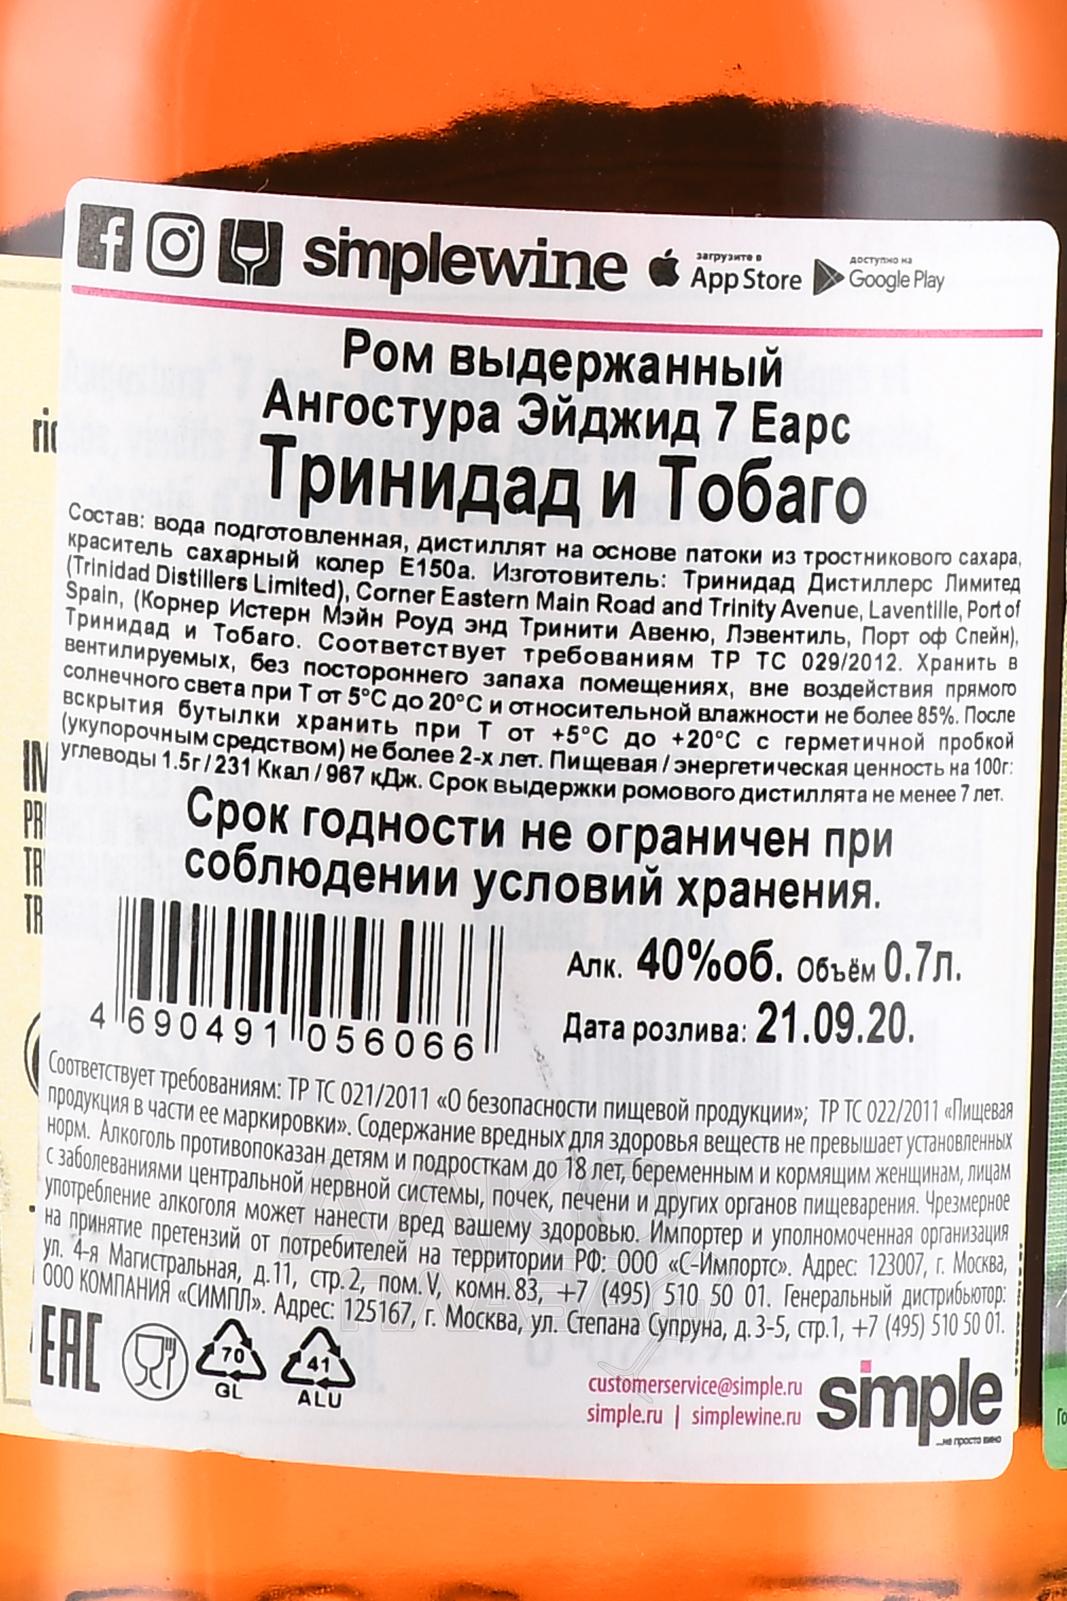 simplewine загрузите в App Store доступно на Google Play
Ром выдержанный
Ангостура Эйджид 7 Еарс
Тринидад и Тобаго
Состав: вода подготовленная, дистиллят на основе патоки из тростникового сахара,
краситель сахарный колер Е150а. Изготовитель: Тринидад Дистиллерс Лимитед
(Trinidad Distillers Limited), Corner Eastern Main Road and Trinity Avenue, Laventille, Port of
Spain, (Корнер Истерн Мэйн Роуд энд Тринити Авеню, Лэвентиль, Порт оф Спейн),
Тринидад и Тобаго. Соответствует требованиям ТР ТС 029/2012. Хранить в
вентилируемых, без постороннего запаха помещениях, вне воздействия прямого
солнечного света при Т от 5°С до 20°С и относительной влажности не более 85%. После
вскрытия бутылки хранить при Т от +5°С до +20°С с герметичной пробкой
(укупорочным средством) не более 2-х лет. Пищевая / энергетическая ценность на 100г:
углеводы 1.5г / 231 Ккал / 967 кДж. Срок выдержки ромового дистиллята не менее 7 лет.
Срок годности не ограничен при
соблюдении условий хранения.
Алк. 40%об. Объём 0.7л.
Дата розлива: 21.09.20.
4 690491 056066
Соответствует требованиям: ТР ТС 021/2011 «О безопасности пищевой продукции»; ТР ТС 022/2011 «Пищевая
продукция в части ее маркировки». Содержание вредных для здоровья веществ не превышает установленных
норм. Алкоголь противопоказан детям и подросткам до 18 лет, беременным и кормящим женщинам, лицам
с заболеваниями центральной нервной системы, почек, печени и других органов пищеварения. Чрезмерное
употребление алкоголя может нанести вред вашему здоровью. Импортер и уполномоченная организация
на принятие претензий от потребителей на территории РФ: ООО «С-Импортс». Адрес: 123007, г. Москва,
ул. 4-я Магистральная, д.11, стр.2, пом. V, комн. 83, +7 (495) 510 50 01. Генеральный дистрибьютор:
ООО КОМПАНИЯ «СИМПЛ». Адрес: 125167, г. Москва, ул. Степана Супруна, д.3-5, стр.1, +7 (495) 510 50 01.
EAC
70
GL
41
ALU
customerservice@simple.ru
simple.ru | simplewine.ru
simple
...не просто вино